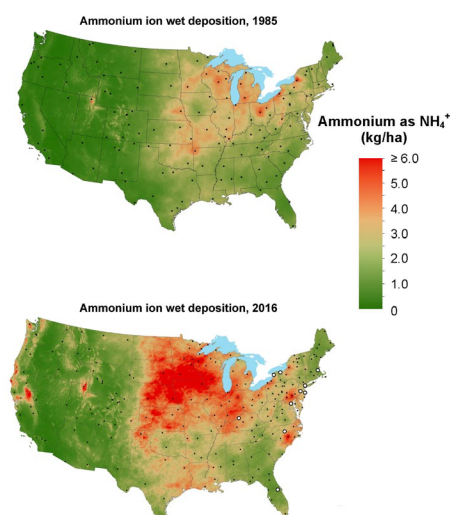 Ammonium ion wet deposition, 1985
Ammonium as NH₄⁺
(kg/ha)
≥ 6.0
5.0
4.0
3.0
2.0
1.0
0
Ammonium ion wet deposition, 2016